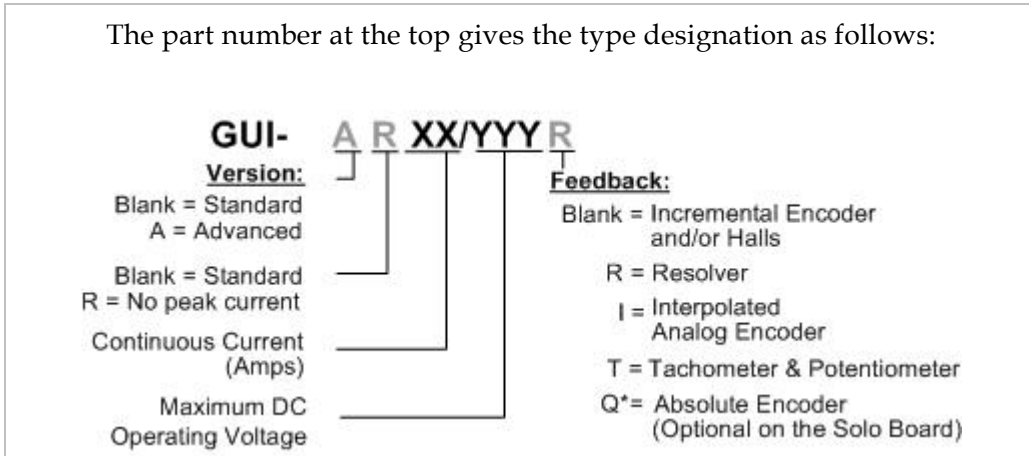 The part number at the top gives the type designation as follows:
GUI- A R XX/YYY R
Version:
Blank = Standard
A = Advanced
Blank = Standard
R = No peak current
Continuous Current
(Amps)
Maximum DC
Operating Voltage
Feedback:
Blank = Incremental Encoder
and/or Halls
R = Resolver
I = Interpolated
Analog Encoder
T = Tachometer & Potentiometer
Q*= Absolute Encoder
(Optional on the Solo Board)